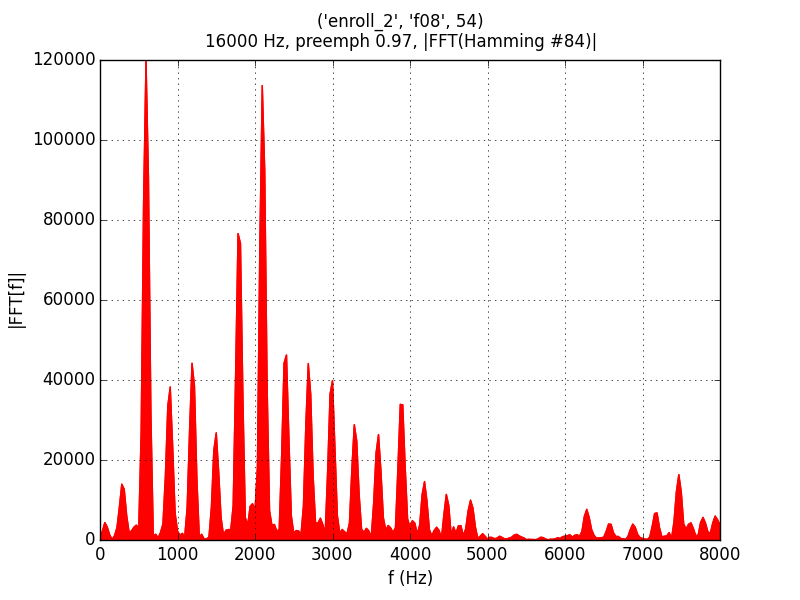 ('enroll_2', 'f08', 54)
16000 Hz, preemph 0.97, |FFT(Hamming #84)|
120000
100000
80000
60000
40000
20000
0
|FFT[f]|
0 1000 2000 3000 4000 5000 6000 7000 8000
f (Hz)